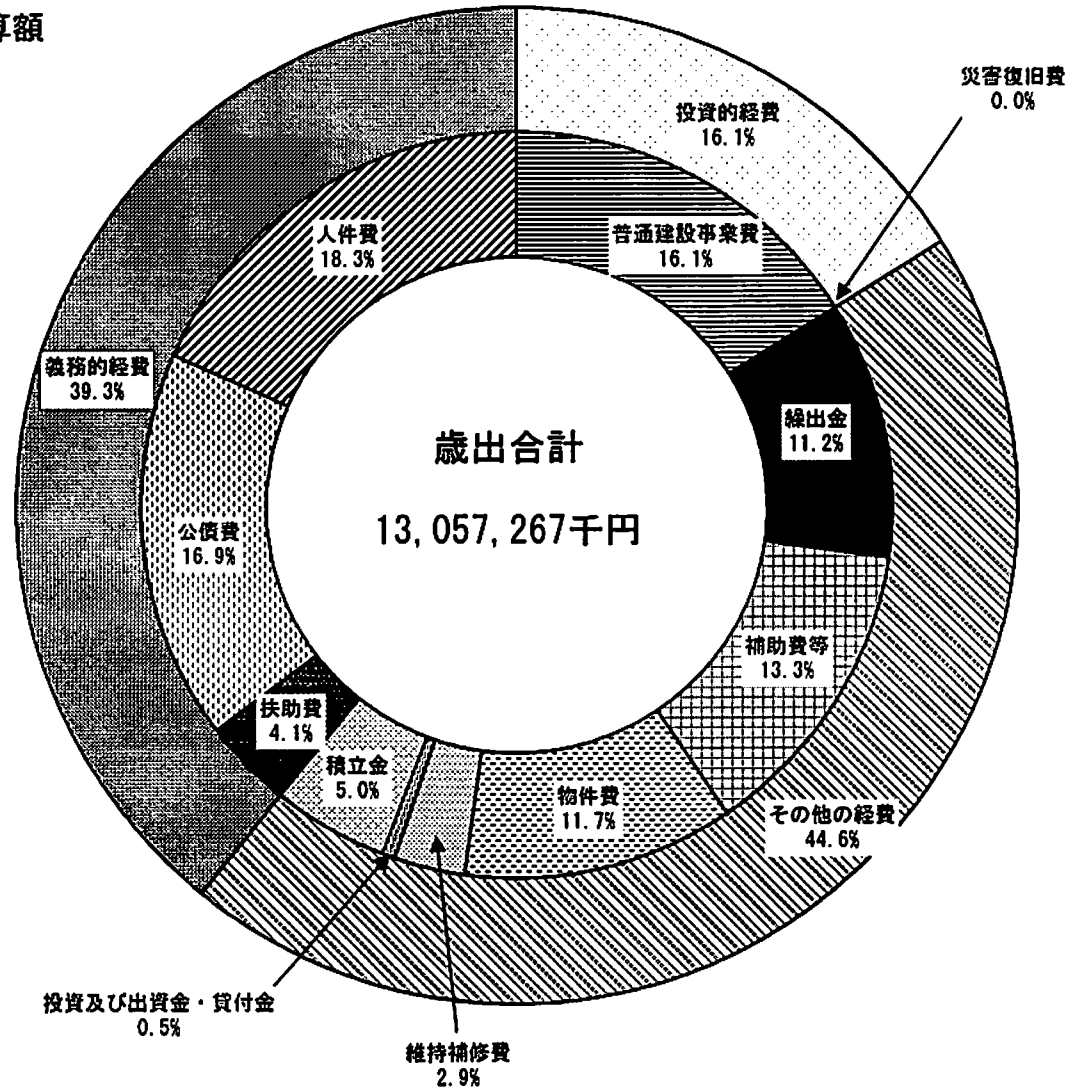 算額
災害復旧費
0.0%
投資的経費
16.1%
普通建設事業費
16.1%
人件費
18.3%
義務的経費
39.3%
繰出金
11.2%
歳出合計
13,057,267千円
公債費
16.9%
補助費等
13.3%
扶助費
4.1%
積立金
5.0%
物件費
11.7%
その他の経費
44.6%
投資及び出資金・貸付金
0.5%
維持補修費
2.9%